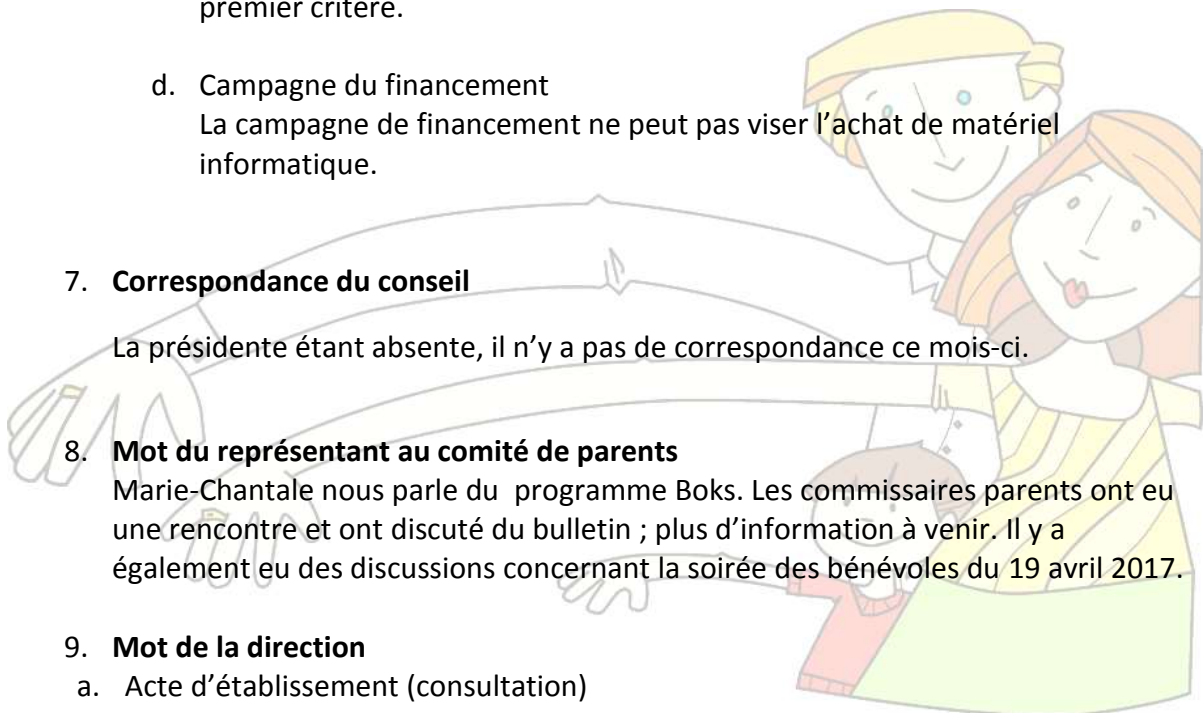 premier critère.
d. Campagne du financement
La campagne de financement ne peut pas viser l’achat de matériel
informatique.
7. Correspondance du conseil
La présidente étant absente, il n’y a pas de correspondance ce mois-ci.
8. Mot du représentant au comité de parents
Marie-Chantale nous parle du  programme Boks. Les commissaires parents ont eu
une rencontre et ont discuté du bulletin ; plus d’information à venir. Il y a
également eu des discussions concernant la soirée des bénévoles du 19 avril 2017.
9. Mot de la direction
a. Acte d’établissement (consultation)